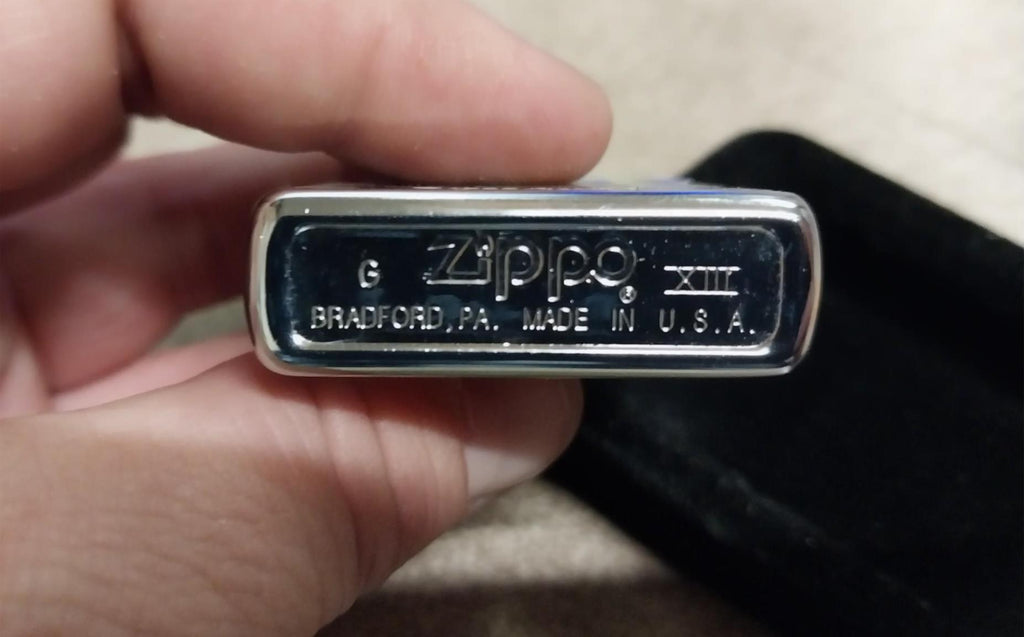 G Zippo ® XIII
BRADFORD, PA. MADE IN U.S.A.